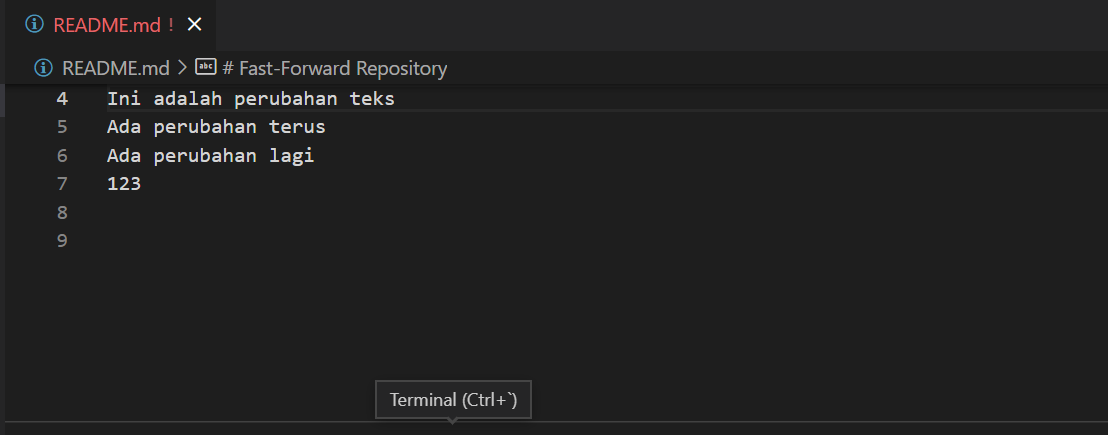 README.md !
README.md > # Fast-Forward Repository
4 Ini adalah perubahan teks
5 Ada perubahan terus
6 Ada perubahan lagi
7 123
8
9
Terminal (Ctrl+`)